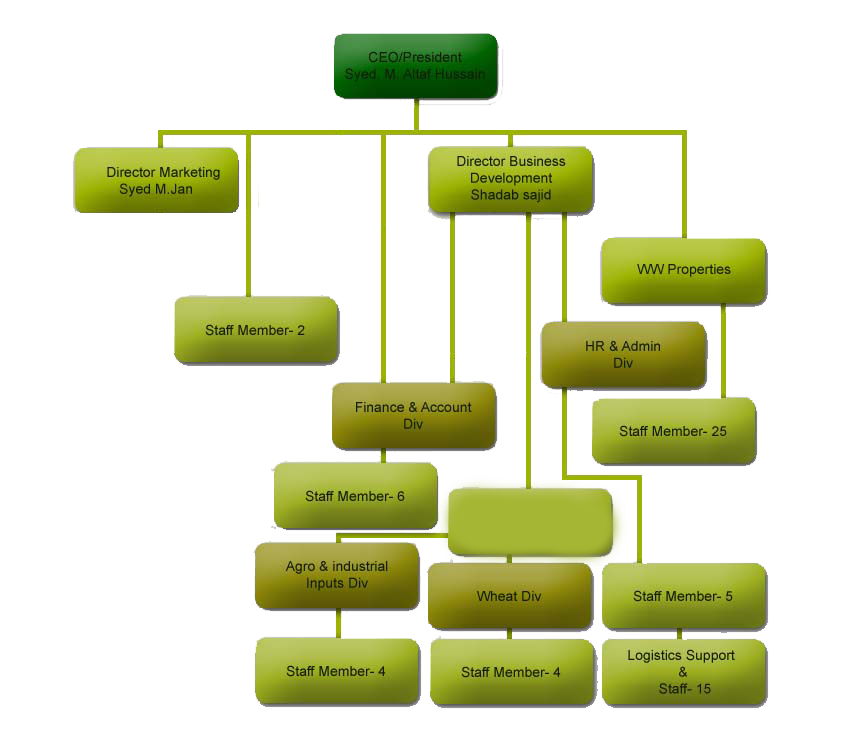 CEO/President
Syed. M. Altaf Hussain
Director Marketing
Syed M.Jan
Director Business
Development
Shadab sajid
WW Properties
Staff Member- 2
HR & Admin
Div
Finance & Account
Div
Staff Member- 25
Staff Member- 6
Agro & industrial
Inputs Div
Wheat Div
Staff Member- 5
Staff Member- 4
Staff Member- 4
Logistics Support
&
Staff- 15